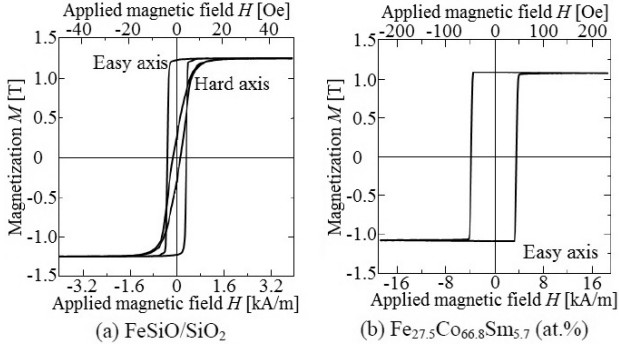 Applied magnetic field H [Oe]
-40 -20 0 20 40
1.5
1.0
0.5
0
-0.5
-1.0
-1.5
Magnetization M [T]
Easy axis
Hard axis
-3.2 -1.6 0 1.6 3.2
Applied magnetic field H [kA/m]
(a) FeSiO/SiO₂
Applied magnetic field H [Oe]
-200 -100 0 100 200
1.5
1.0
0.5
0
-0.5
-1.0
-1.5
Magnetization M [T]
Easy axis
-16 -8 0 8 16
Applied magnetic field H [kA/m]
(b) Fe₂₇.₅Co₆₆.₈Sm₅.₇ (at.%)